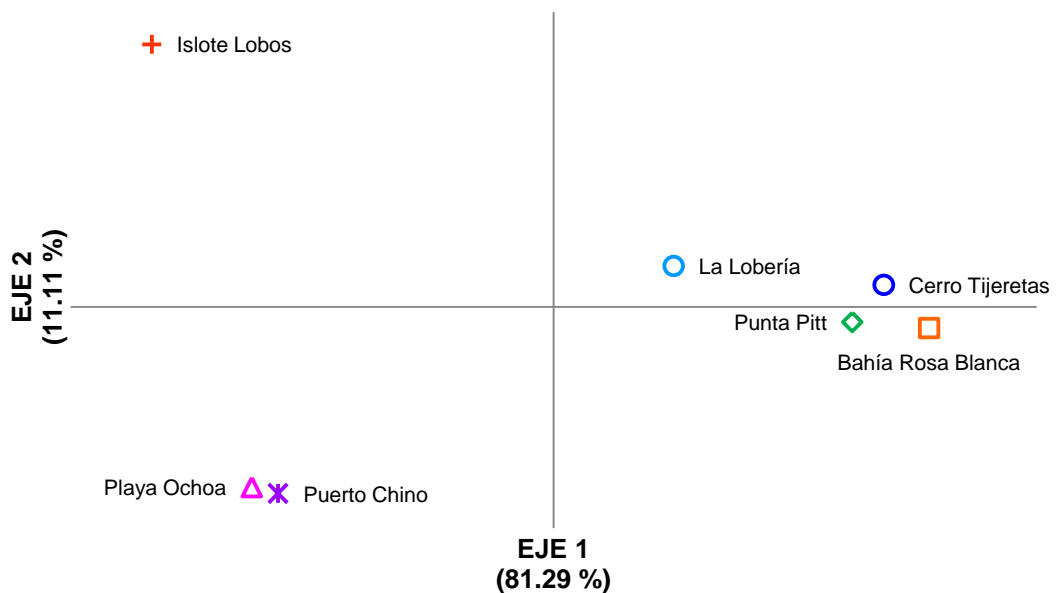 Islote Lobos
La Lobería
Cerro Tijeretas
EJE 2
(11.11 %)
Punta Pitt
Bahía Rosa Blanca
Playa Ochoa
Puerto Chino
EJE 1
(81.29 %)